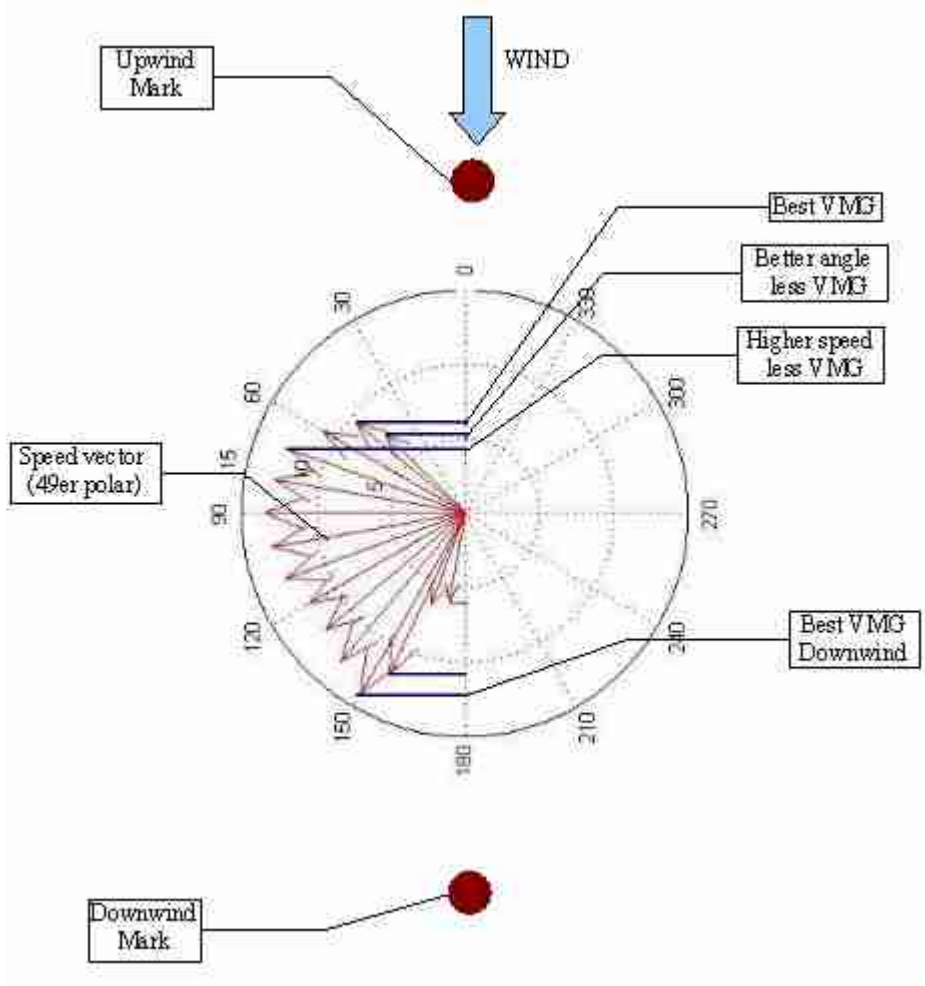 WIND
Upwind
Mark
Best VMG
Better angle
less VMG
Higher speed
less VMG
0
30
330
60
300
Speed vector
(49er polar)
15
10
5
90
270
120
240
Best VMG
Downwind
150
210
180
Downwind
Mark